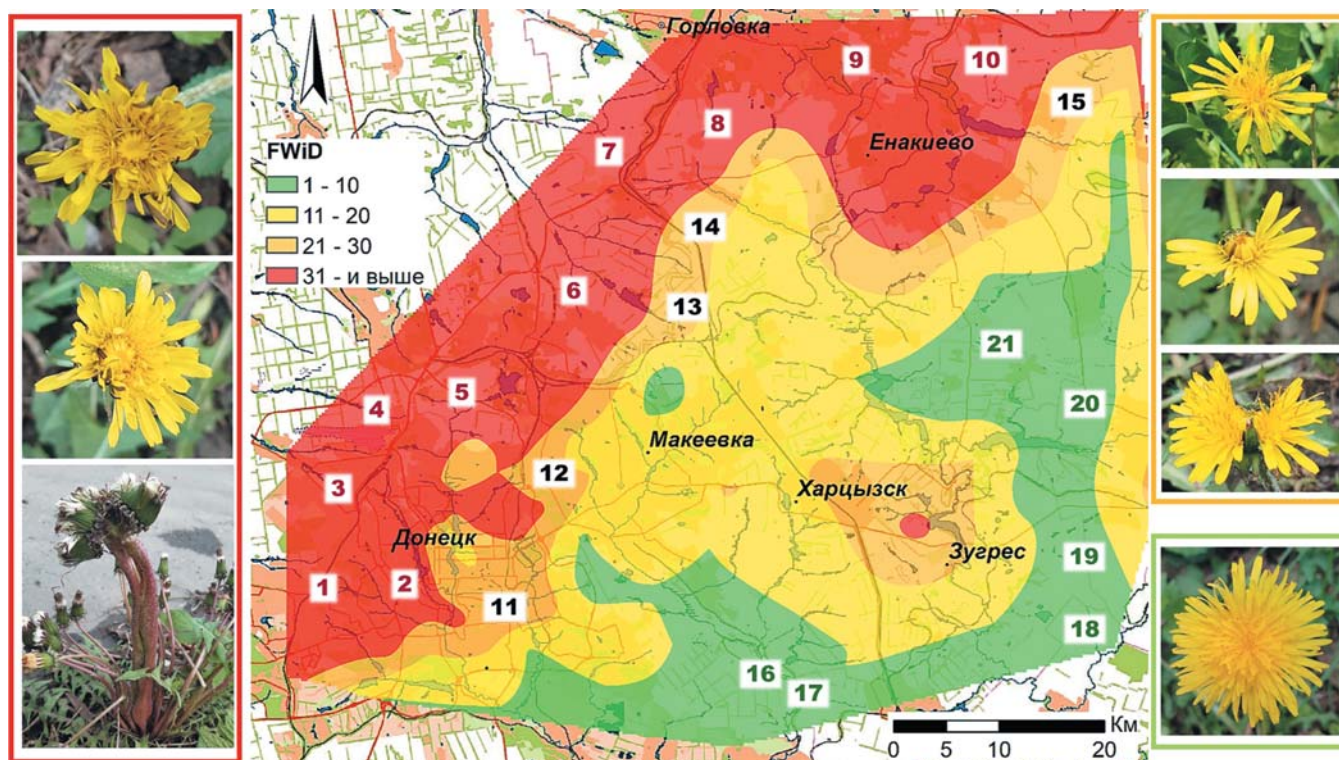 Горловка
9
10
15
8
Енакиево
7
FWiD
1 - 10
11 - 20
21 - 30
31 - и выше
14
6
13
21
5
4
20
Макеевка
12
3
Харцызск
Донецк
Зугрес
19
1
2
11
18
16
17
Км
0 5 10 20